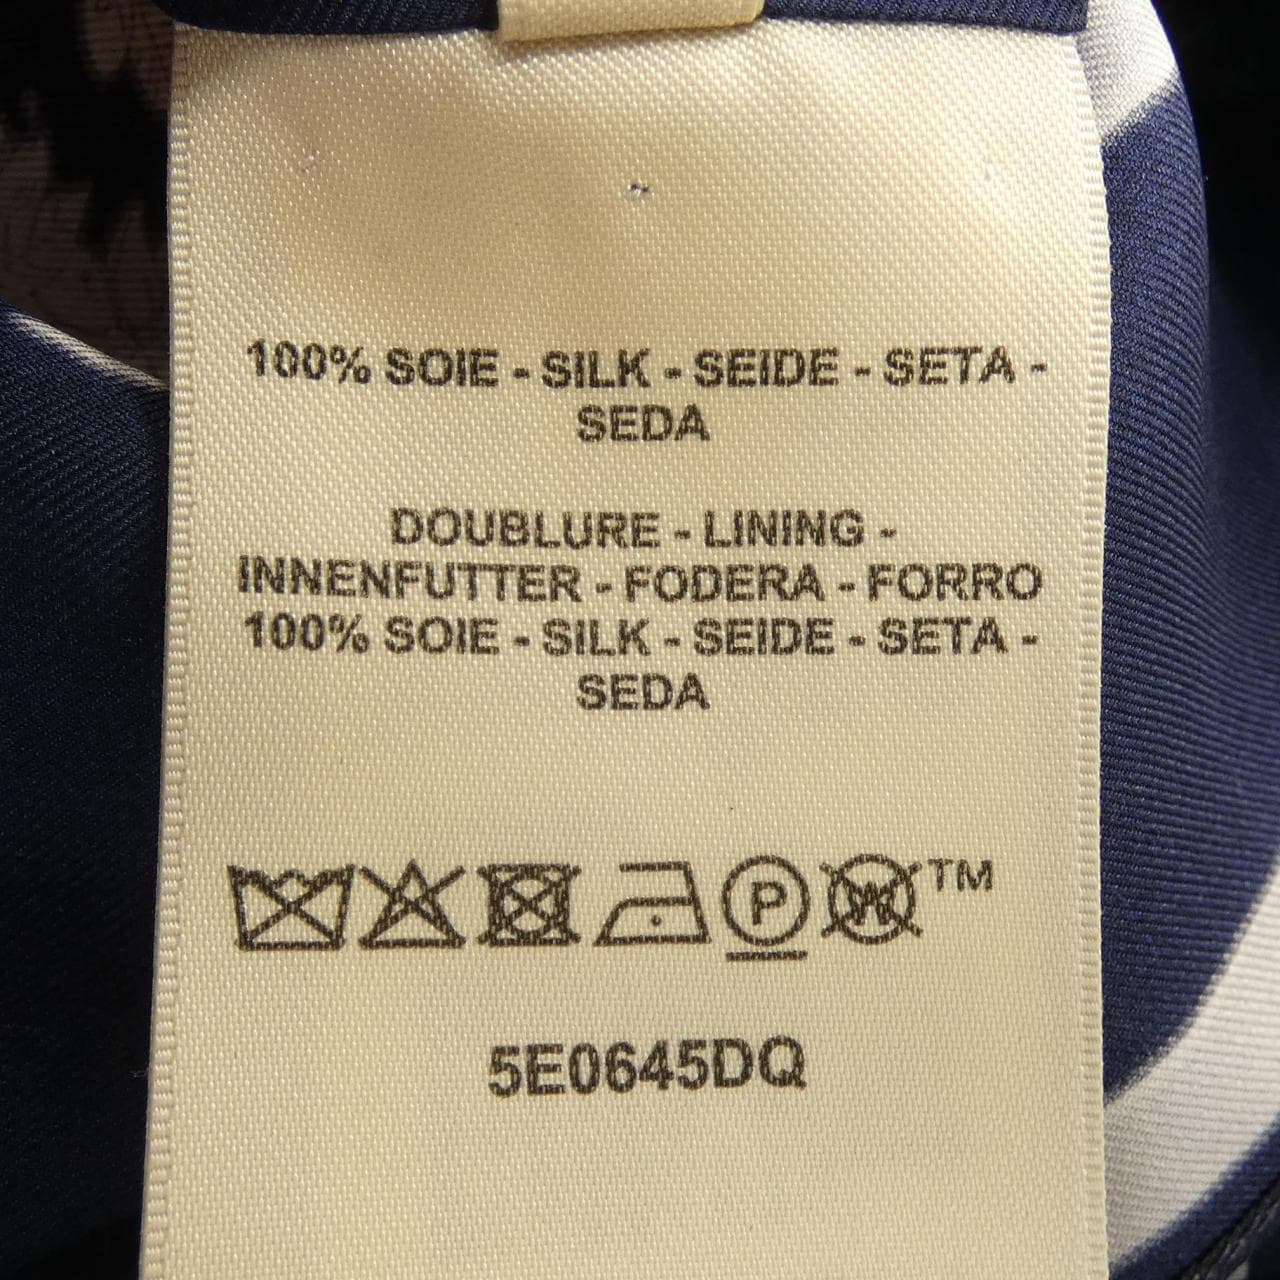 100% SOIE - SILK - SEIDE - SETA -
SEDA
DOUBLURE - LINING -
INNENFUTTER - FODERA - FORRO
100% SOIE - SILK - SEIDE - SETA -
SEDA
P W TM
5E0645DQ